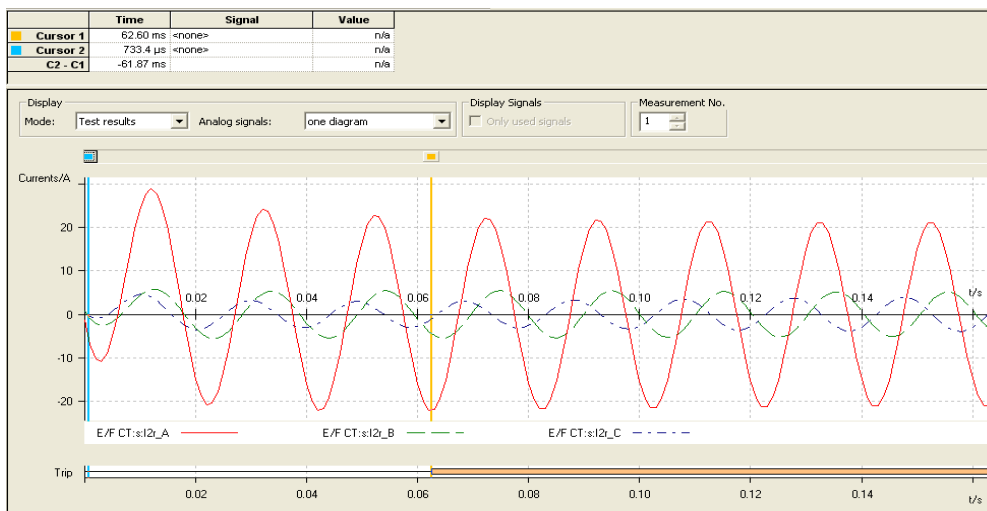 Time Signal Value
Cursor 1 62.60 ms <none> n/a
Cursor 2 733.4 µs <none> n/a
C2 - C1 -61.87 ms n/a
Display Display Signals Measurement No.
Mode: Test results Analog signals: one diagram Only used signals 1
Currents/A
20
10
0.02 0.04 0.06 0.08 0.10 0.12 0.14 t/s
0
-10
-20
E/F CT:s:I2r_A E/F CT:s:I2r_B E/F CT:s:I2r_C
Trip
0.02 0.04 0.06 0.08 0.10 0.12 0.14 t/s